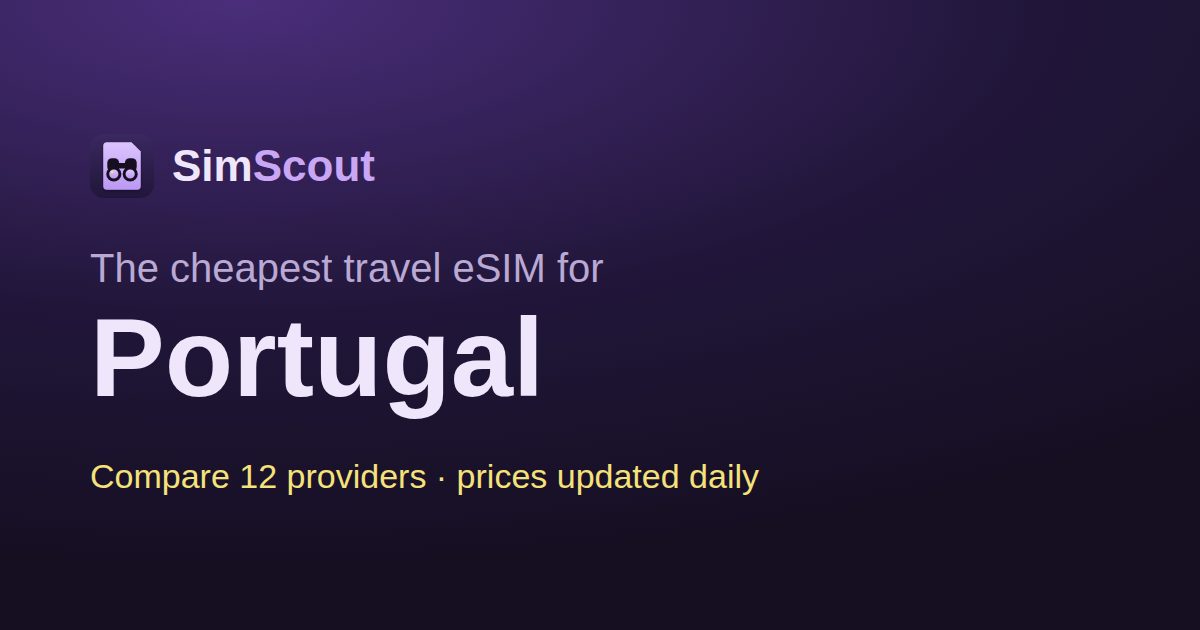 SimScout
The cheapest travel eSIM for
Portugal
Compare 12 providers · prices updated daily